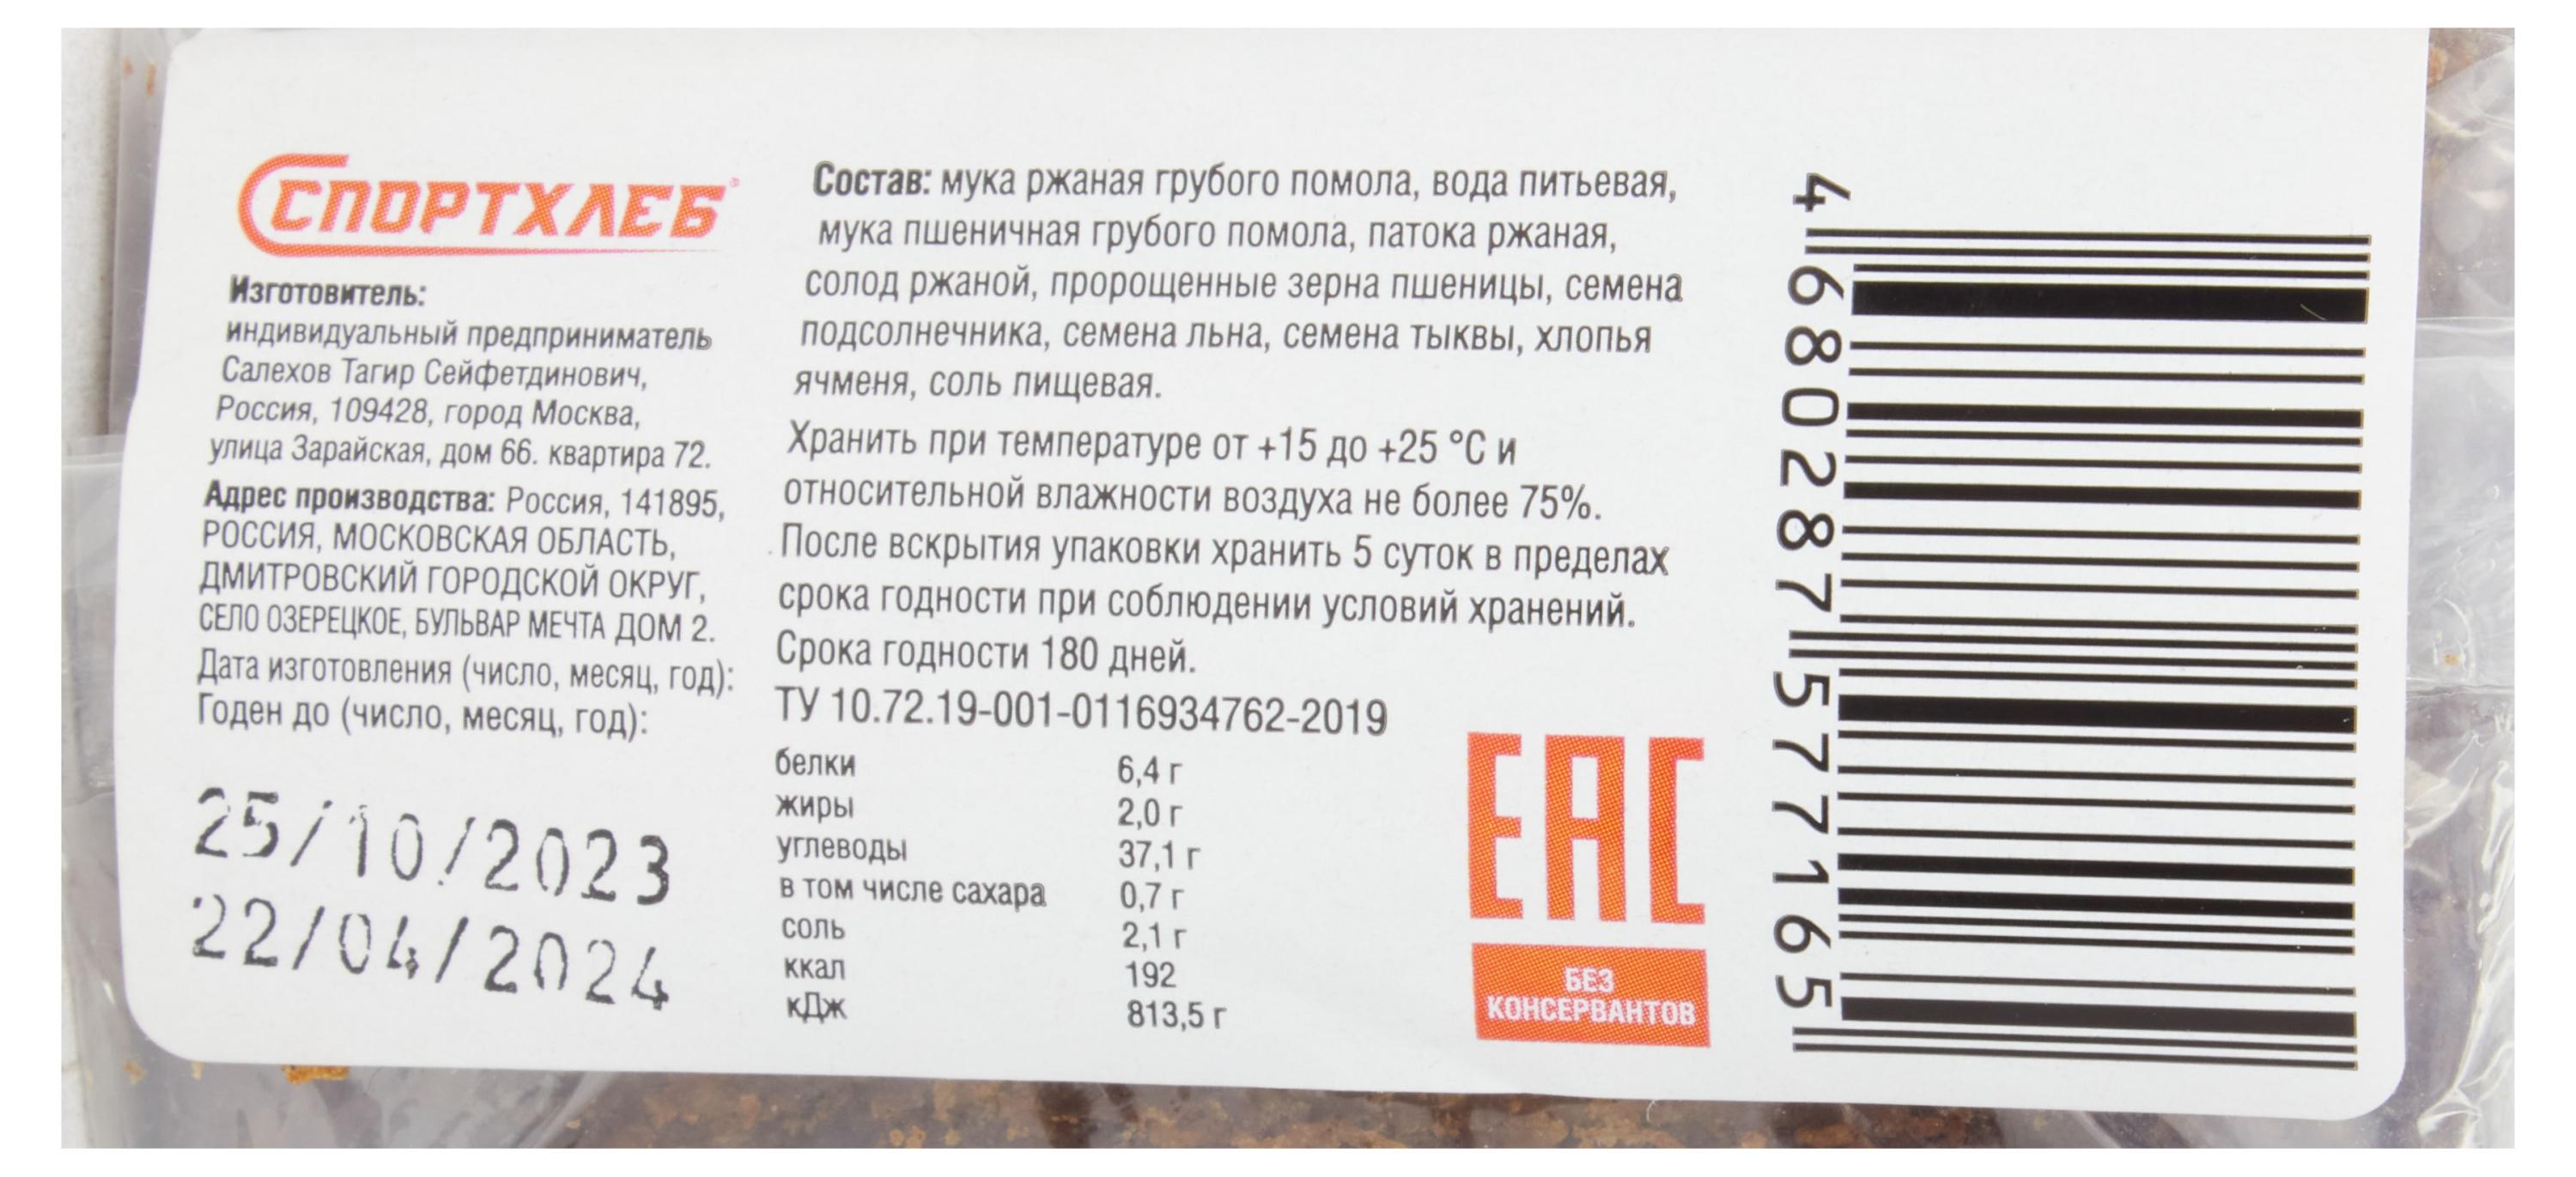 СПОРТХЛЕБ
Изготовитель:
индивидуальный предприниматель
Салехов Тагир Сейфетдинович,
Россия, 109428, город Москва,
улица Зарайская, дом 66. квартира 72.
Адрес производства: Россия, 141895,
РОССИЯ, МОСКОВСКАЯ ОБЛАСТЬ,
ДМИТРОВСКИЙ ГОРОДСКОЙ ОКРУГ,
СЕЛО ОЗЕРЕЦКОЕ, БУЛЬВАР МЕЧТА ДОМ 2.
Дата изготовления (число, месяц, год):
Годен до (число, месяц, год):
25/10/2023
22/04/2024
Состав: мука ржаная грубого помола, вода питьевая,
мука пшеничная грубого помола, патока ржаная,
солод ржаной, пророщенные зерна пшеницы, семена
подсолнечника, семена льна, семена тыквы, хлопья
ячменя, соль пищевая.
Хранить при температуре от +15 до +25 °С и
относительной влажности воздуха не более 75%.
После вскрытия упаковки хранить 5 суток в пределах
срока годности при соблюдении условий хранений.
Срока годности 180 дней.
ТУ 10.72.19-001-0116934762-2019
белки 6,4 г
жиры 2,0 г
углеводы 37,1 г
в том числе сахара 0,7 г
соль 2,1 г
ккал 192
кДж 813,5 г
ЕАС
БЕЗ
КОНСЕРВАНТОВ
4 680287 577165